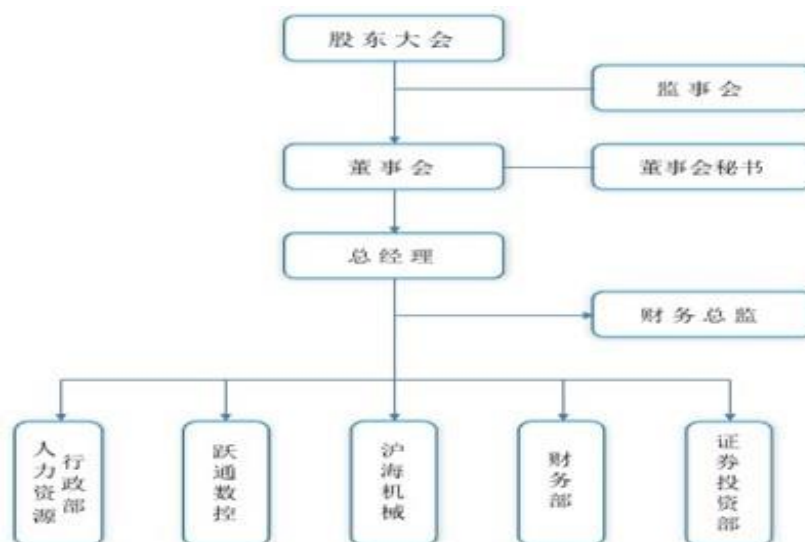 股东大会
监事会
董事会
董事会秘书
总经理
财务总监
人力资源
行政部
跃通数控
沪海机械
财务部
证券投资部